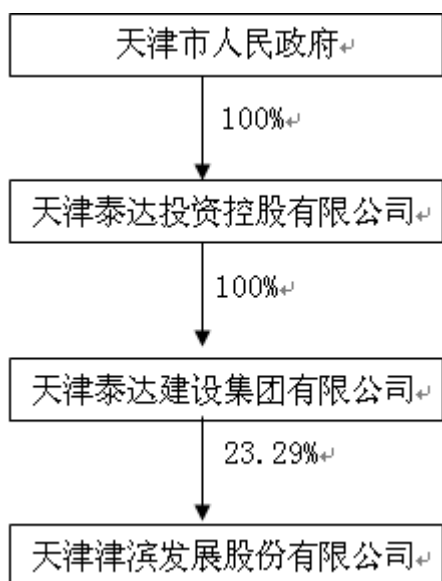 天津市人民政府
100%
天津泰达投资控股有限公司
100%
天津泰达建设集团有限公司
23.29%
天津津滨发展股份有限公司